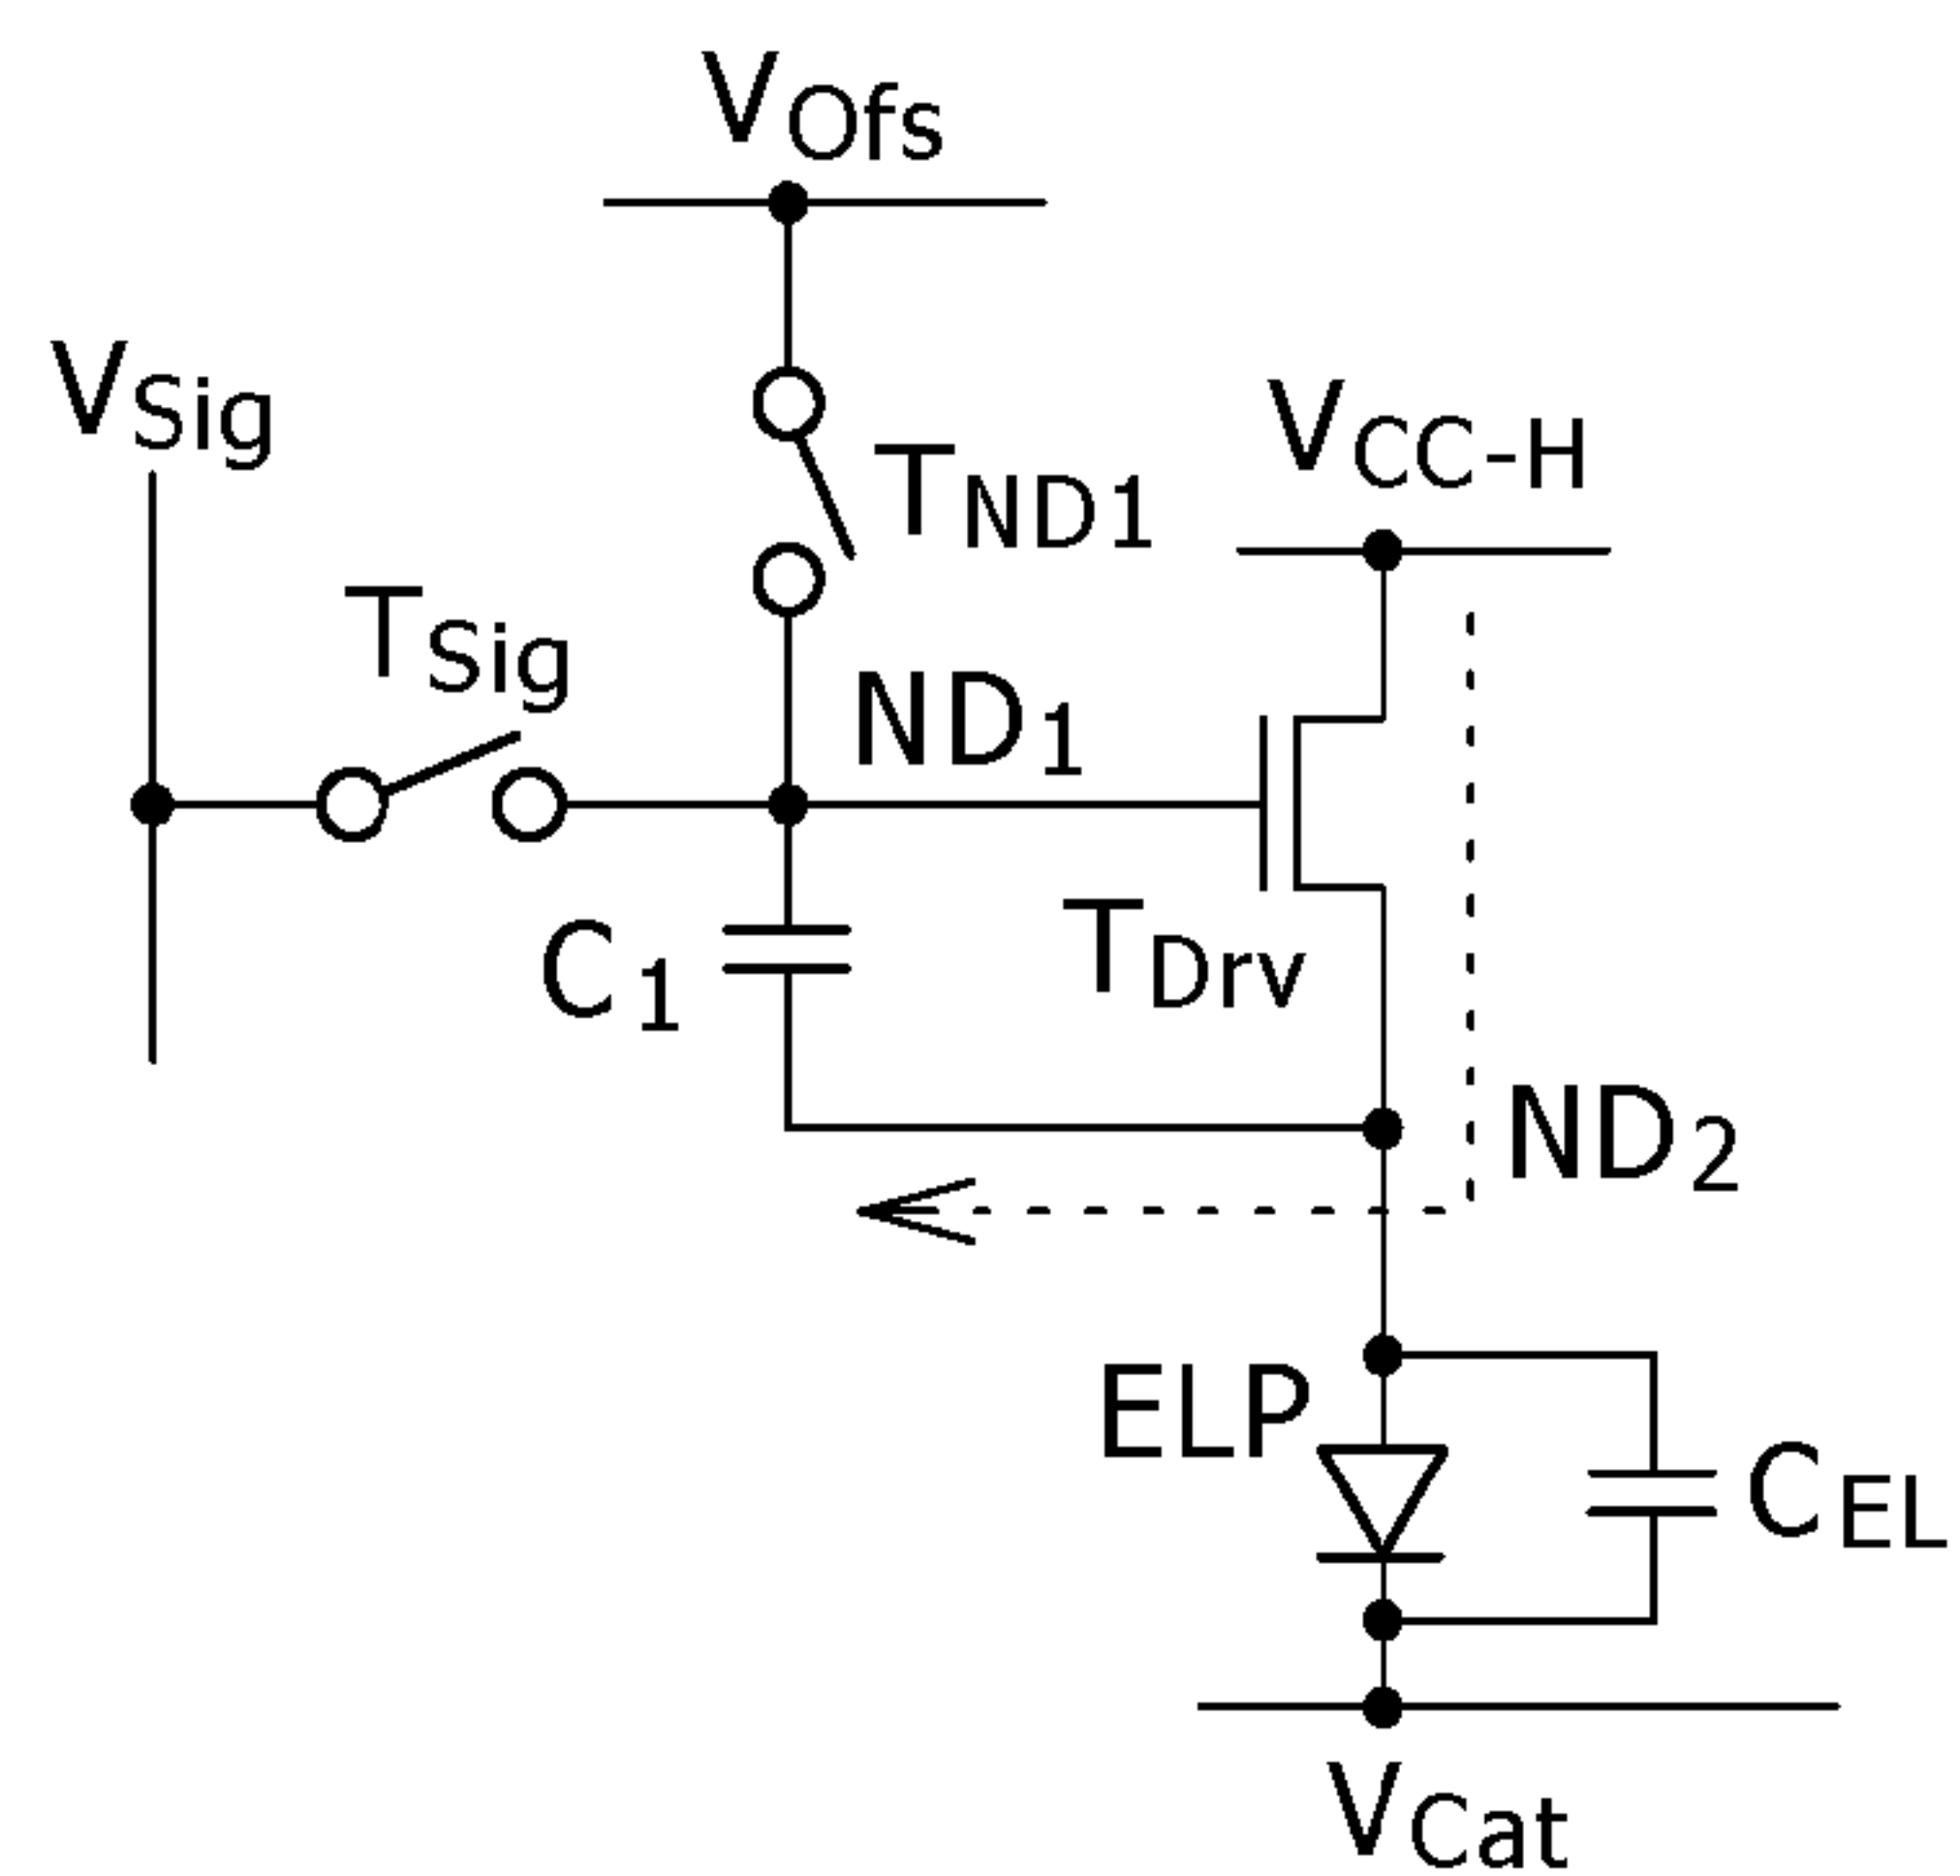 VOfs
VSig
TND1
VCC-H
TSig
ND1
C1
TDrv
ND2
ELP
CEL
VCat